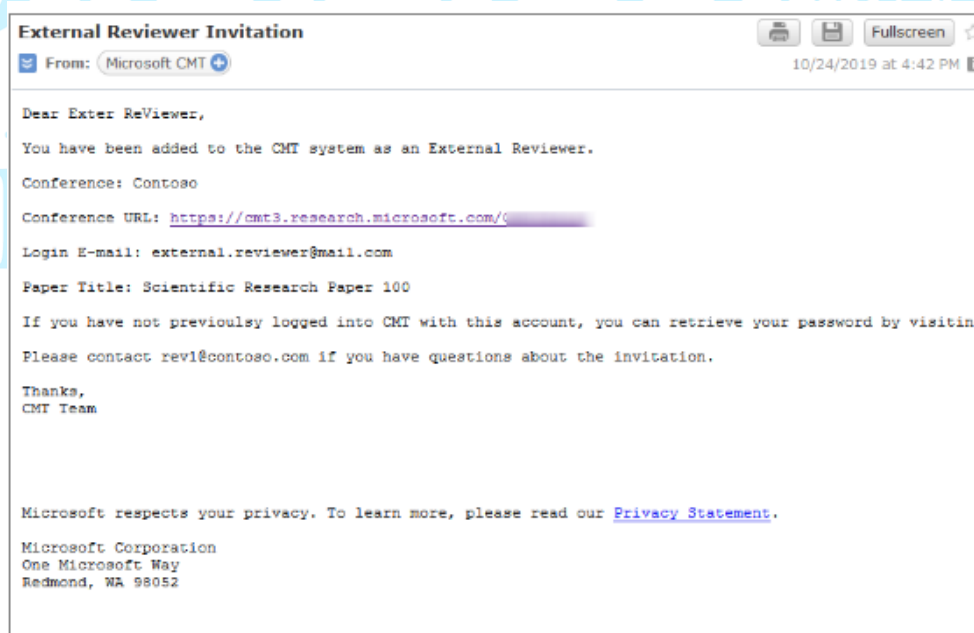 External Reviewer Invitation
Fullscreen
From: Microsoft CMT
10/24/2019 at 4:42 PM
Dear Exter ReViewer,
You have been added to the CMT system as an External Reviewer.
Conference: Contoso
Conference URL: https://cmt3.research.microsoft.com/
Login E-mail: external.reviewer@mail.com
Paper Title: Scientific Research Paper 100
If you have not previoulsy logged into CMT with this account, you can retrieve your password by visitin
Please contact rev1@contoso.com if you have questions about the invitation.
Thanks,
CMT Team
Microsoft respects your privacy. To learn more, please read our Privacy Statement.
Microsoft Corporation
One Microsoft Way
Redmond, WA 98052